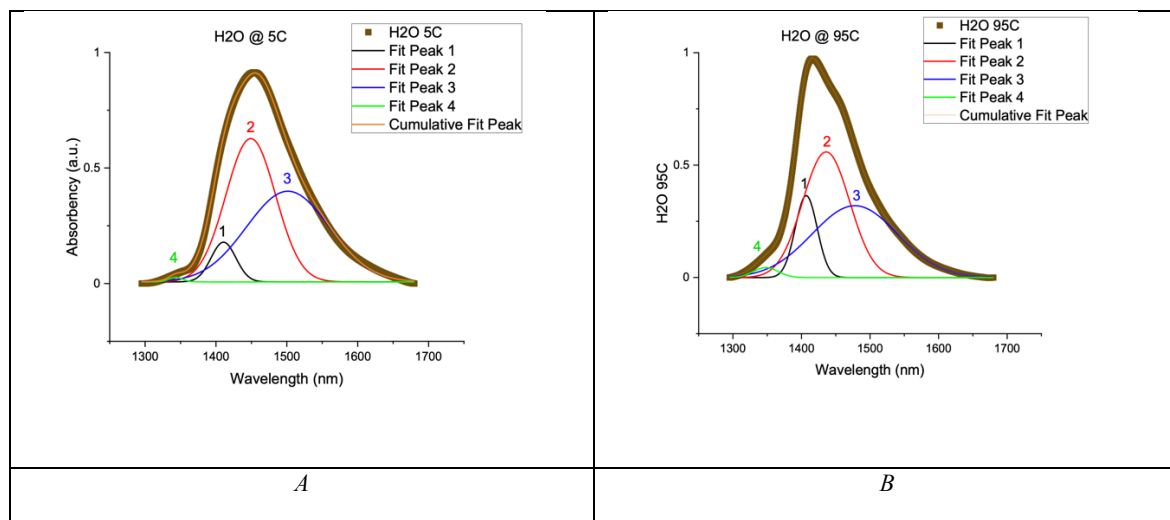 H2O @ 5C
H2O 5C
Fit Peak 1
Fit Peak 2
Fit Peak 3
Fit Peak 4
Cumulative Fit Peak
1
0.5
0
Absorbency (a.u.)
2
3
1
4
1300 1400 1500 1600 1700
Wavelength (nm)
A
H2O @ 95C
H2O 95C
Fit Peak 1
Fit Peak 2
Fit Peak 3
Fit Peak 4
Cumulative Fit Peak
1
0.5
0
H2O 95C
2
1
3
4
1300 1400 1500 1600 1700
Wavelength (nm)
B